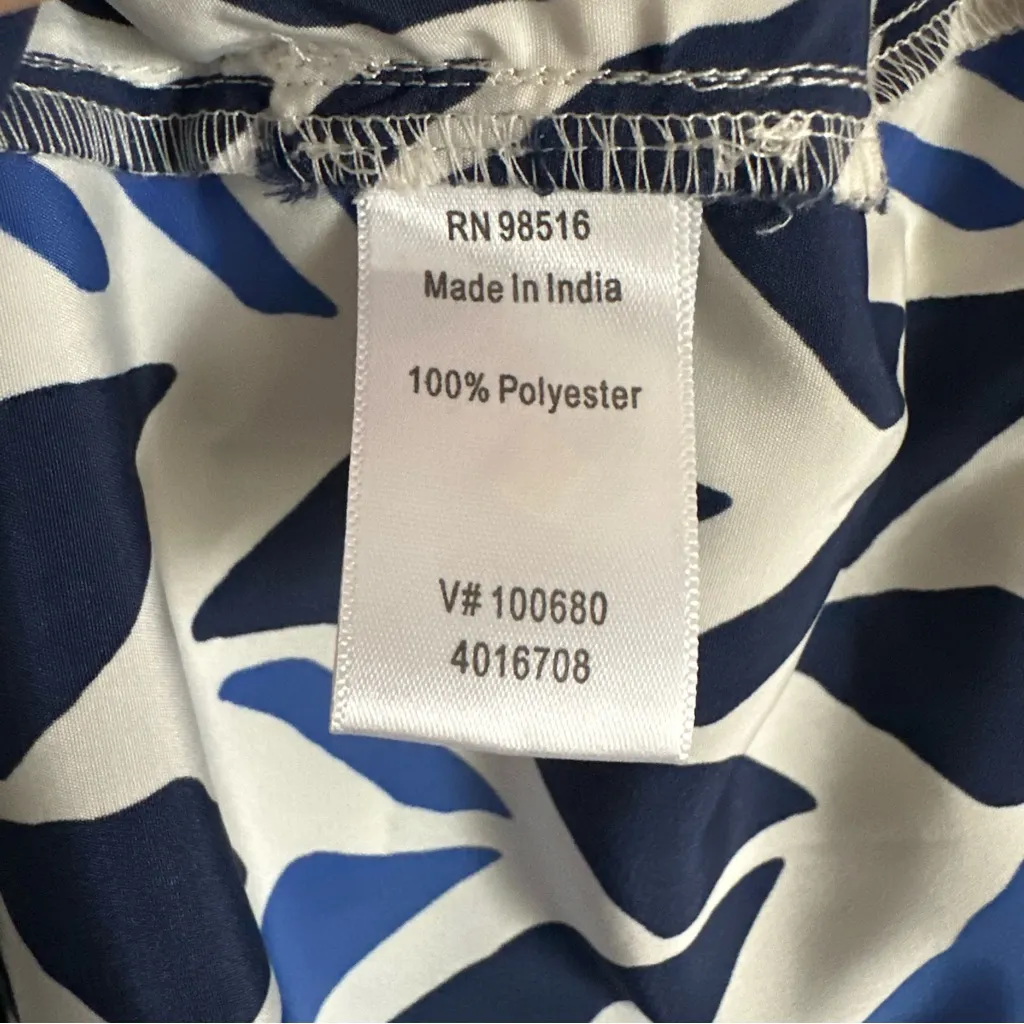 RN 98516
Made In India
100% Polyester
V# 100680
4016708